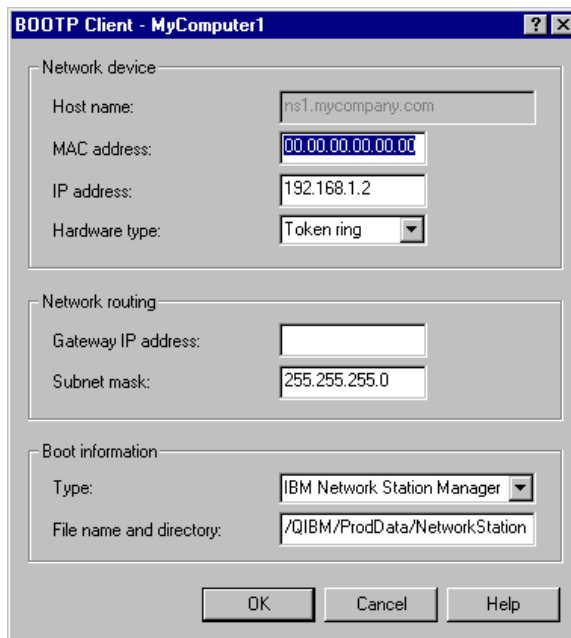 BOOTP Client - MyComputer1
Network device
Host name: ns1.mycompany.com
MAC address: 00.00.00.00.00.00
IP address: 192.168.1.2
Hardware type: Token ring
Network routing
Gateway IP address:
Subnet mask: 255.255.255.0
Boot information
Type: IBM Network Station Manager
File name and directory: /QIBM/ProdData/NetworkStation
OK Cancel Help